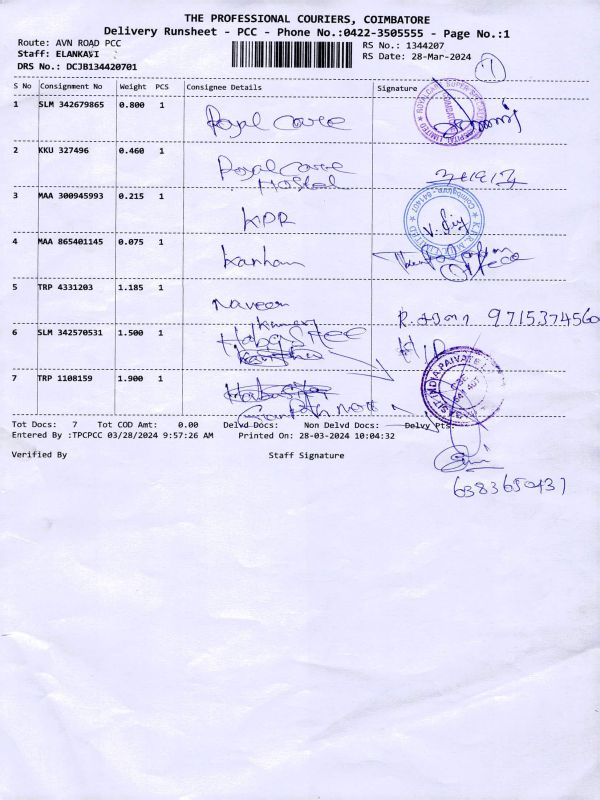 THE PROFESSIONAL COURIERS, COIMBATORE
Delivery Runsheet - PCC - Phone No.:0422-3505555 - Page No.:1
Route: AVN ROAD PCC
RS No.: 1344207
Staff: ELANKAVI
RS Date: 28-Mar-2024
DRS No.: DCJB134420701
1
S No Consignment No Weight PCS Consignee Details Signature
1 SLM 342679865 0.800 1 Royal care
2 KKU 327496 0.460 1 Royal care Hostel
3 MAA 300945993 0.215 1 KPR
4 MAA 865401145 0.075 1 Kanhan
5 TRP 4331203 1.185 1 Naveen
Kumar
9715374560
6 SLM 342570531 1.500 1
7 TRP 1108159 1.900 1
Tot Docs: 7 Tot COD Amt: 0.00 Delvd Docs: Non Delvd Docs: Delvy Pts:
Entered By :TPCPCC 03/28/2024 9:57:26 AM Printed On: 28-03-2024 10:04:32
Verified By Staff Signature
6383650437